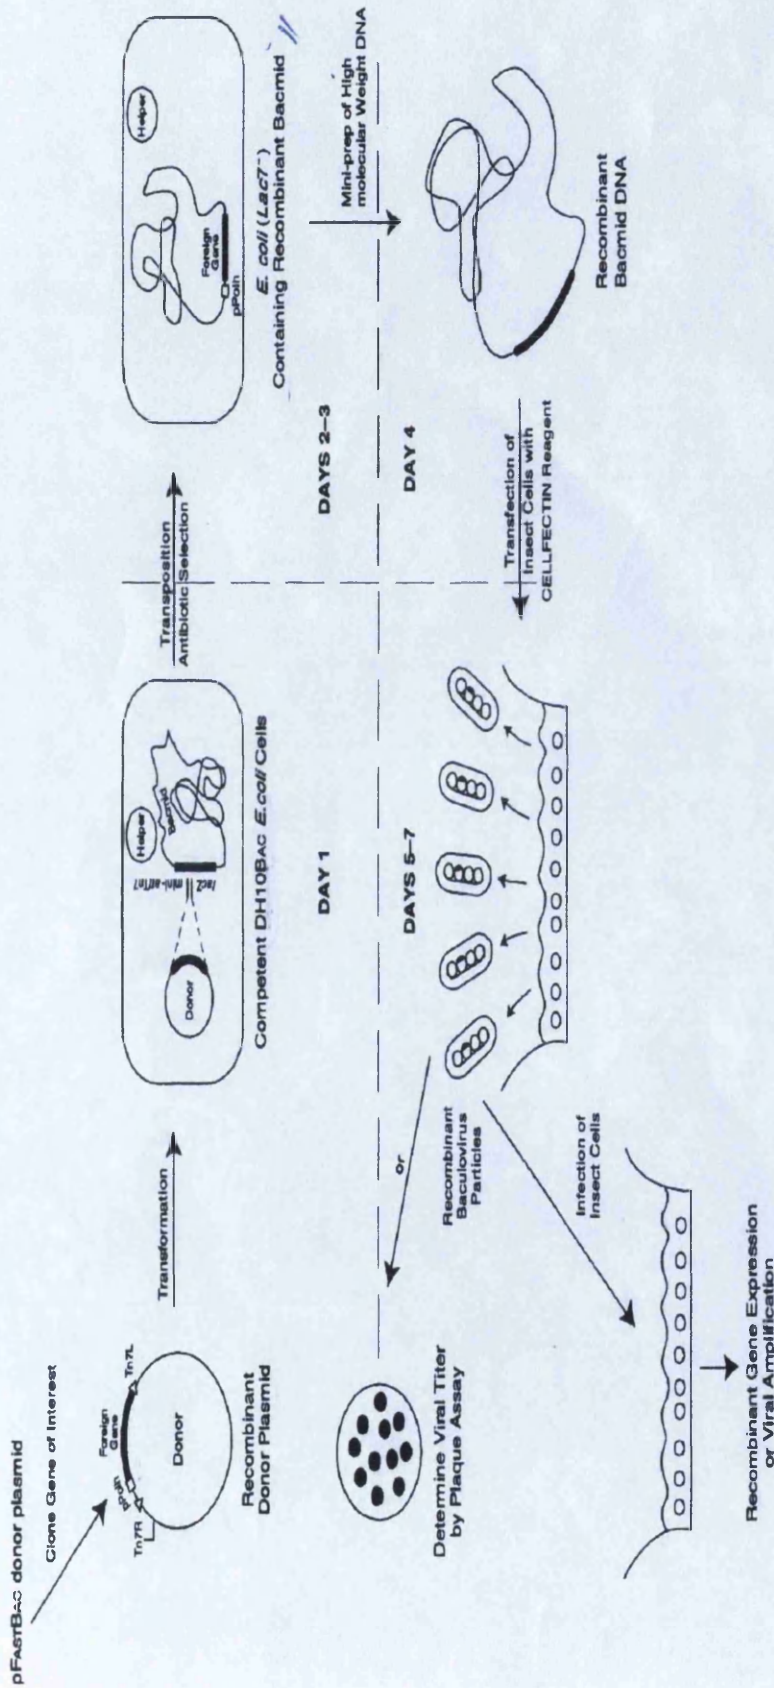 pFASTBAC donor plasmid
Clone Gene of Interest
Foreign
Gene
Tn7R
Tn7L
Donor
Recombinant
Donor Plasmid
Transformation
Helper
Bacmid
lacZ
mini-attTn7
Donor
Competent DH10BAC E.coli Cells
Transposition
Antibiotic Selection
Helper
Foreign
Gene
pPolh
E. coli (LacZ⁻)
Containing Recombinant Bacmid
DAY 1
DAYS 2–3
Mini-prep of High
molecular Weight DNA
DAYS 5–7
DAY 4
Recombinant
Bacmid DNA
Transfection of
Insect Cells with
CELLFECTIN Reagent
Recombinant
Baculovirus
Particles
or
Determine Viral Titer
by Plaque Assay
Infection of
Insect Cells
Recombinant Gene Expression
or Viral Amplification